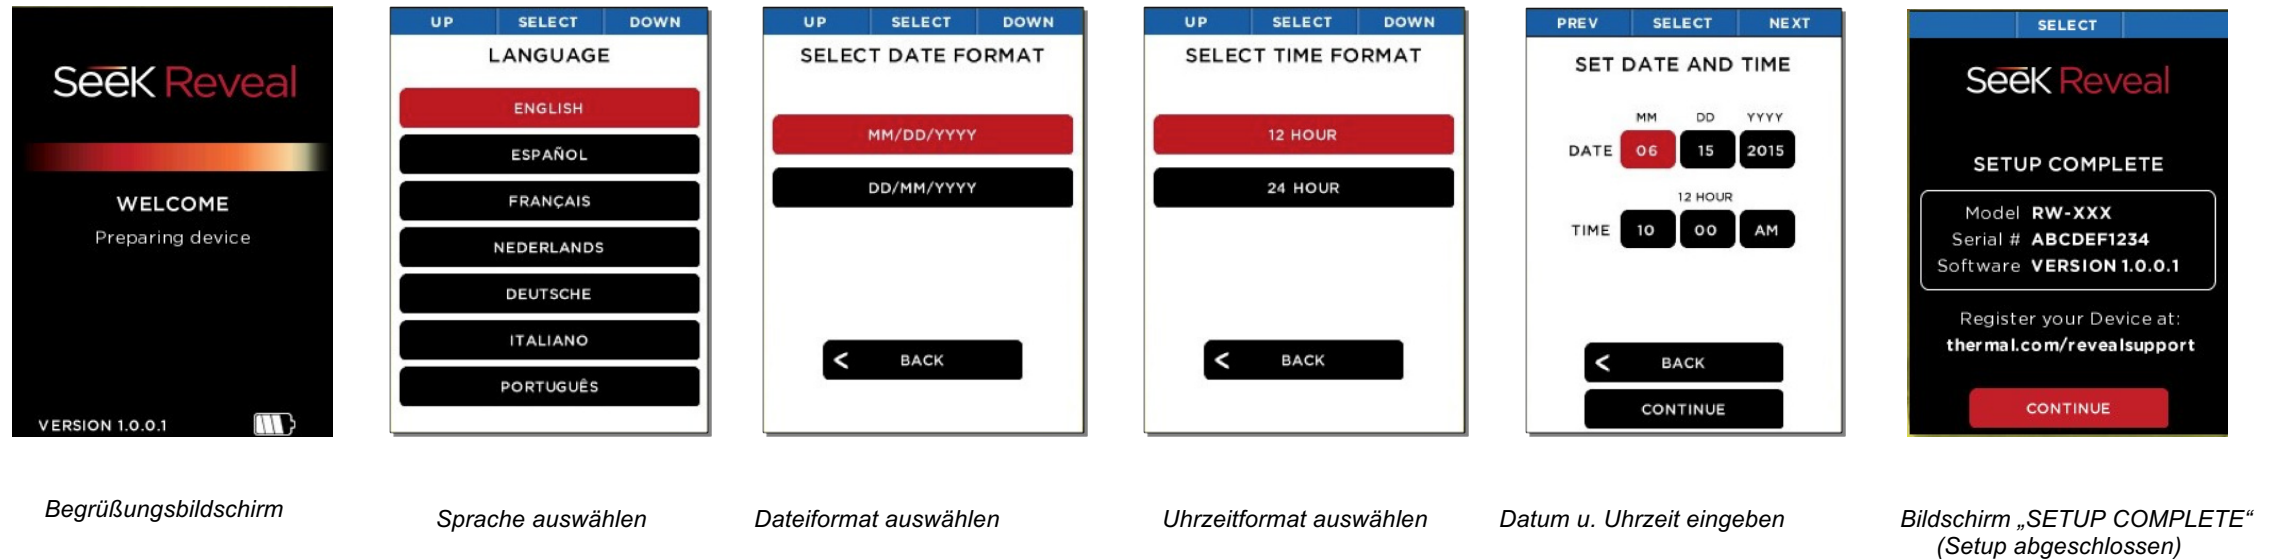 SeeK Reveal
WELCOME
Preparing device
VERSION 1.0.0.1
Begrüßungsbildschirm
UP SELECT DOWN
LANGUAGE
ENGLISH
ESPAÑOL
FRANÇAIS
NEDERLANDS
DEUTSCHE
ITALIANO
PORTUGUÊS
Sprache auswählen
UP SELECT DOWN
SELECT DATE FORMAT
MM/DD/YYYY
DD/MM/YYYY
< BACK
Dateiformat auswählen
UP SELECT DOWN
SELECT TIME FORMAT
12 HOUR
24 HOUR
< BACK
Uhrzeitformat auswählen
PREV SELECT NEXT
SET DATE AND TIME
MM DD YYYY
DATE 06 15 2015
12 HOUR
TIME 10 00 AM
< BACK
CONTINUE
Datum u. Uhrzeit eingeben
SELECT
SeeK Reveal
SETUP COMPLETE
Model RW-XXX
Serial # ABCDEF1234
Software VERSION 1.0.0.1
Register your Device at:
thermal.com/revealsupport
CONTINUE
Bildschirm „SETUP COMPLETE“
(Setup abgeschlossen)